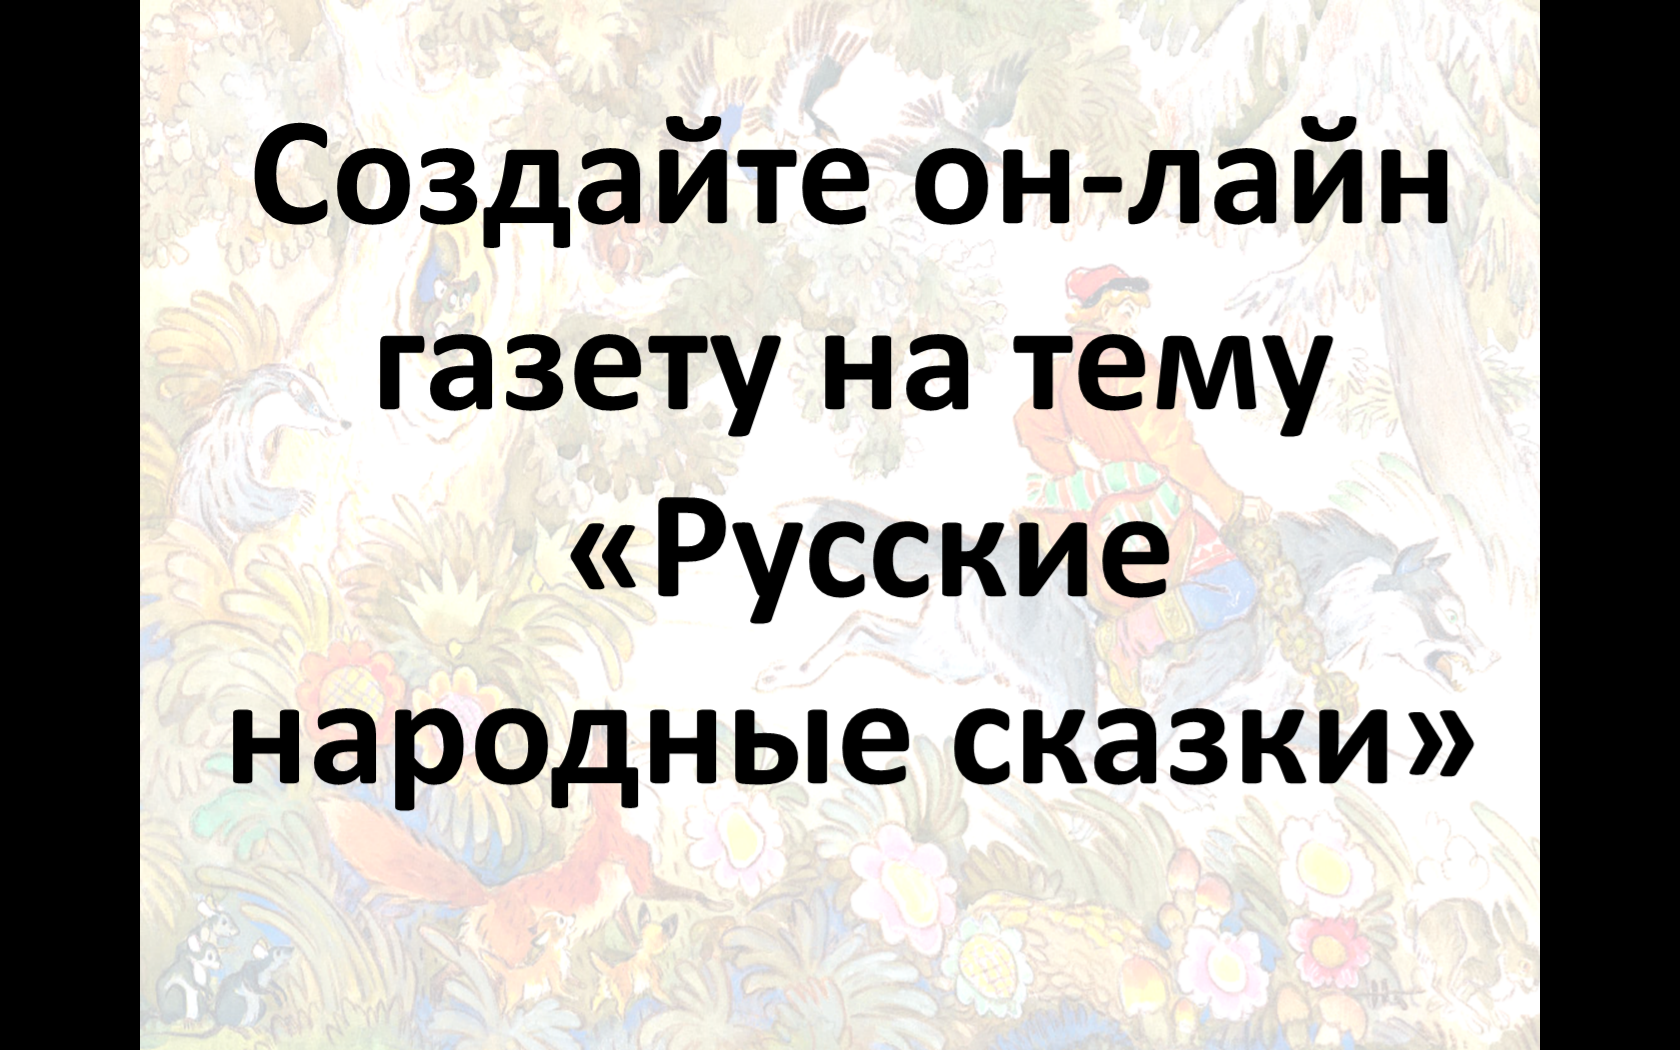 Создайте он-лайн
газету на тему
«Русские
народные сказки»